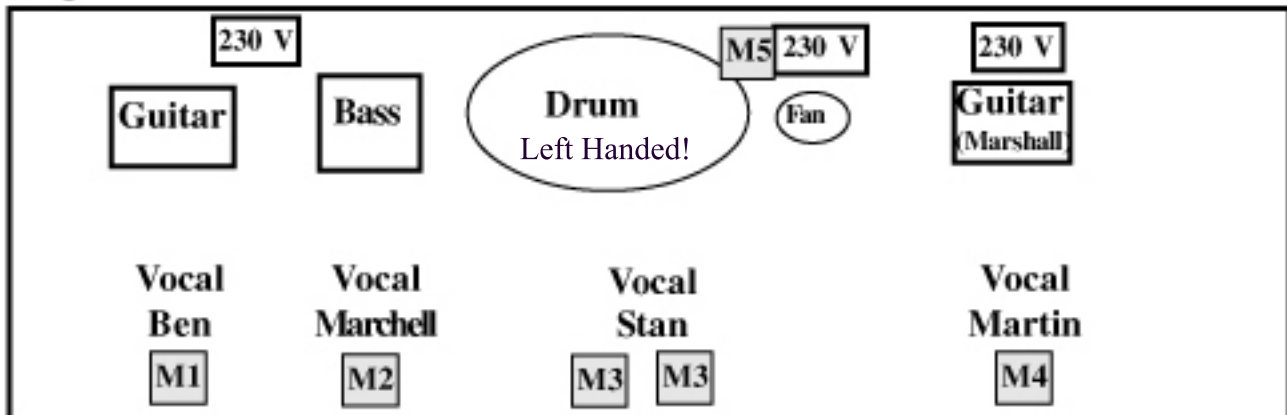 230 V
M5
230 V
230 V
Guitar
Bass
Drum
Left Handed!
Fan
Guitar
(Marshall)
Vocal
Ben
Vocal
Marchell
Vocal
Stan
Vocal
Martin
M1
M2
M3
M3
M4